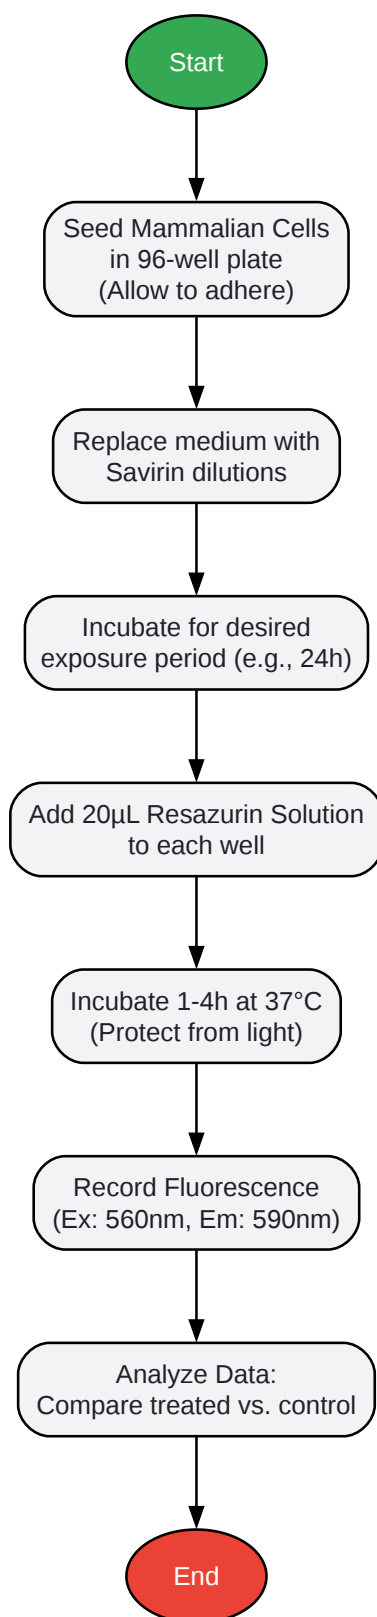 Start
Seed Mammalian Cells
in 96-well plate
(Allow to adhere)
Replace medium with
Savirin dilutions
Incubate for desired
exposure period (e.g., 24h)
Add 20µL Resazurin Solution
to each well
Incubate 1-4h at 37°C
(Protect from light)
Record Fluorescence
(Ex: 560nm, Em: 590nm)
Analyze Data:
Compare treated vs. control
End